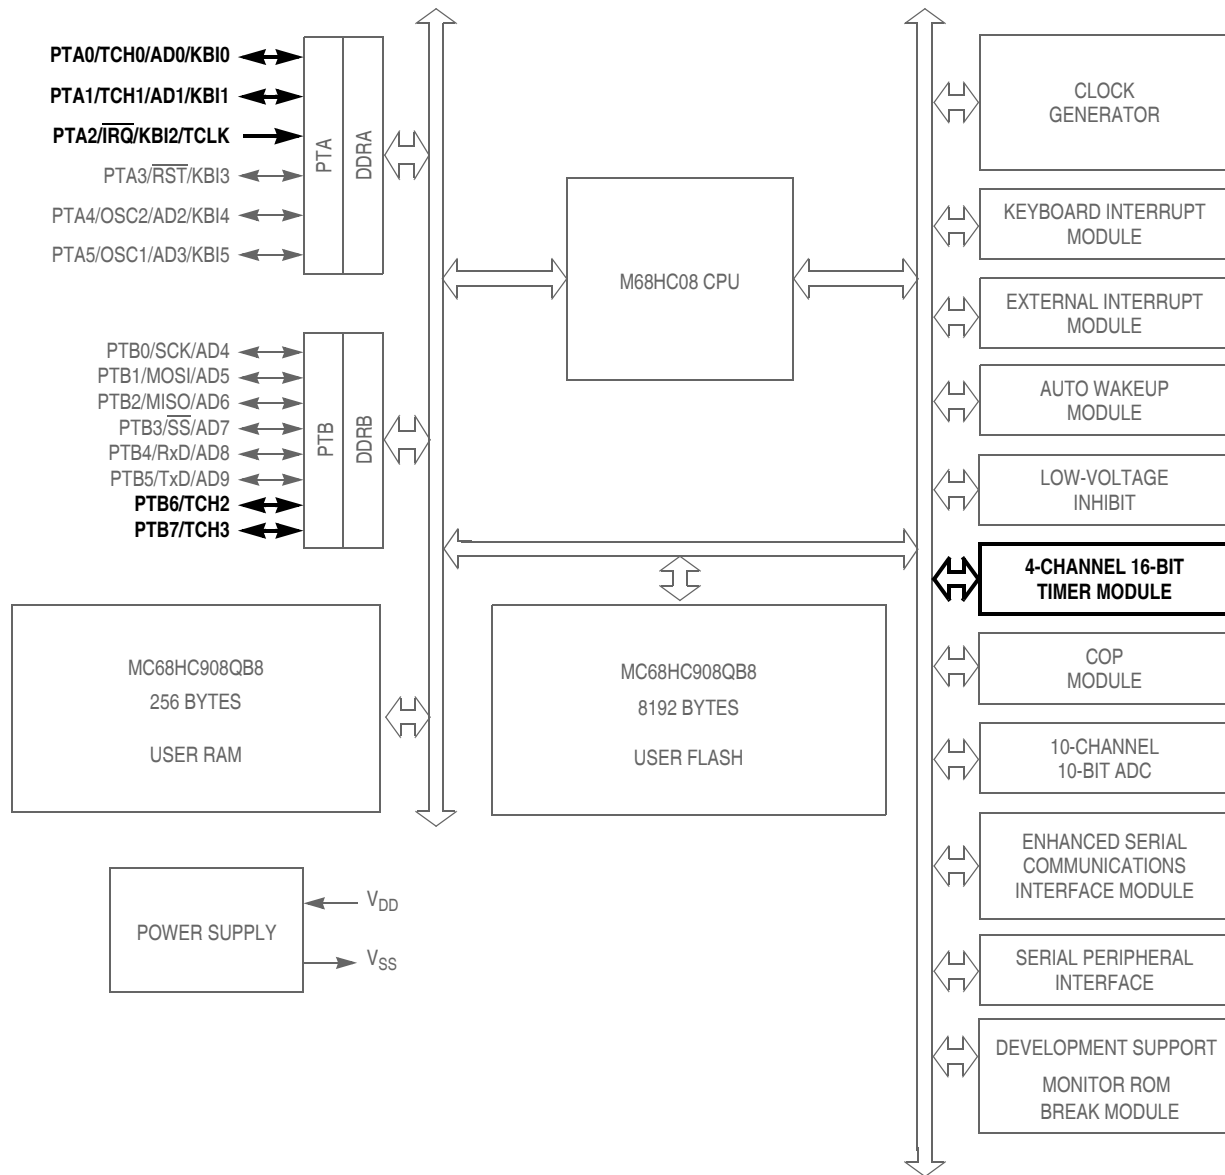 PTA0/TCH0/AD0/KBI0
PTA1/TCH1/AD1/KBI1
PTA2/IRQ/KBI2/TCLK
PTA3/RST/KBI3
PTA4/OSC2/AD2/KBI4
PTA5/OSC1/AD3/KBI5
PTA
DDRA
PTB0/SCK/AD4
PTB1/MOSI/AD5
PTB2/MISO/AD6
PTB3/SS/AD7
PTB4/RxD/AD8
PTB5/TxD/AD9
PTB6/TCH2
PTB7/TCH3
PTB
DDRB
M68HC08 CPU
MC68HC908QB8
256 BYTES
USER RAM
MC68HC908QB8
8192 BYTES
USER FLASH
POWER SUPPLY
VDD
VSS
CLOCK
GENERATOR
KEYBOARD INTERRUPT
MODULE
EXTERNAL INTERRUPT
MODULE
AUTO WAKEUP
MODULE
LOW-VOLTAGE
INHIBIT
4-CHANNEL 16-BIT
TIMER MODULE
COP
MODULE
10-CHANNEL
10-BIT ADC
ENHANCED SERIAL
COMMUNICATIONS
INTERFACE MODULE
SERIAL PERIPHERAL
INTERFACE
DEVELOPMENT SUPPORT
MONITOR ROM
BREAK MODULE